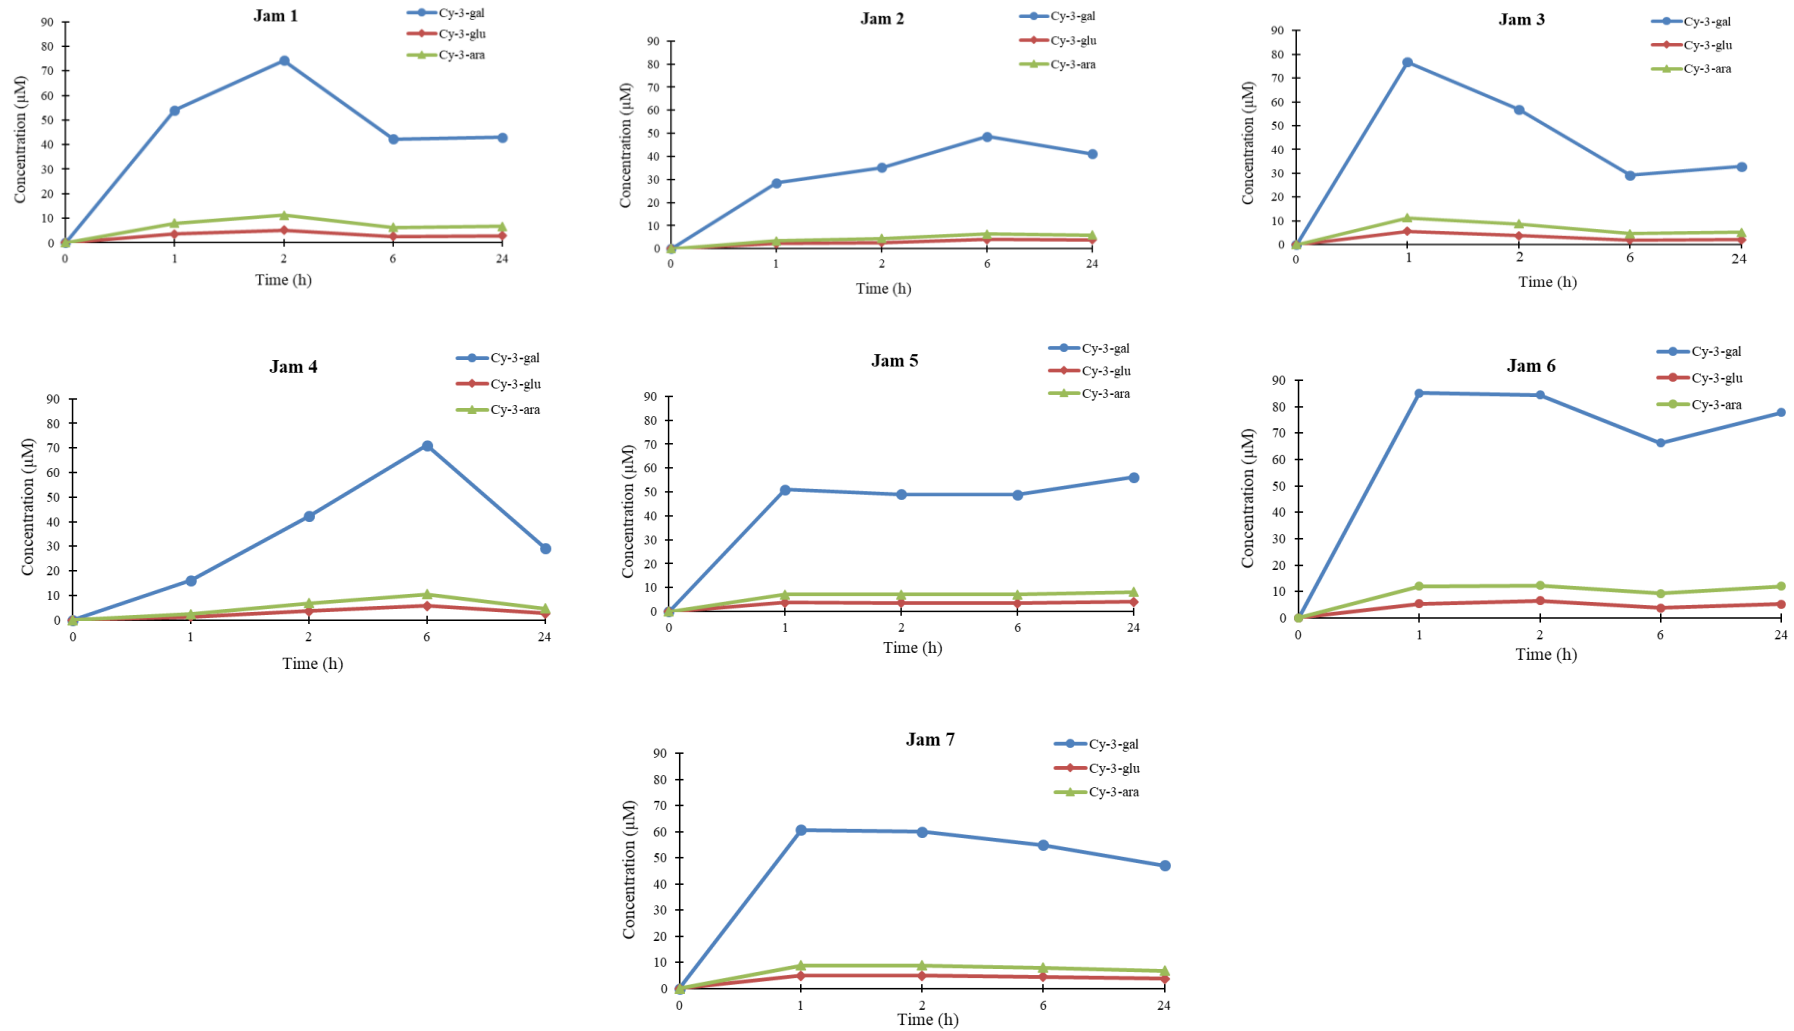 Jam 1
Cy-3-gal
Cy-3-glu
Cy-3-ara
Concentration (µM)
90
80
70
60
50
40
30
20
10
0
0 1 2 6 24
Time (h)
Jam 2
Cy-3-gal
Cy-3-glu
Cy-3-ara
Concentration (µM)
90
80
70
60
50
40
30
20
10
0
0 1 2 6 24
Time (h)
Jam 3
Cy-3-gal
Cy-3-glu
Cy-3-ara
Concentration (µM)
90
80
70
60
50
40
30
20
10
0
0 1 2 6 24
Time (h)
Jam 4
Cy-3-gal
Cy-3-glu
Cy-3-ara
Concentration (µM)
90
80
70
60
50
40
30
20
10
0
0 1 2 6 24
Time (h)
Jam 5
Cy-3-gal
Cy-3-glu
Cy-3-ara
Concentration (µM)
90
80
70
60
50
40
30
20
10
0
0 1 2 6 24
Time (h)
Jam 6
Cy-3-gal
Cy-3-glu
Cy-3-ara
Concentration (µM)
90
80
70
60
50
40
30
20
10
0
0 1 2 6 24
Time (h)
Jam 7
Cy-3-gal
Cy-3-glu
Cy-3-ara
Concentration (µM)
90
80
70
60
50
40
30
20
10
0
0 1 2 6 24
Time (h)